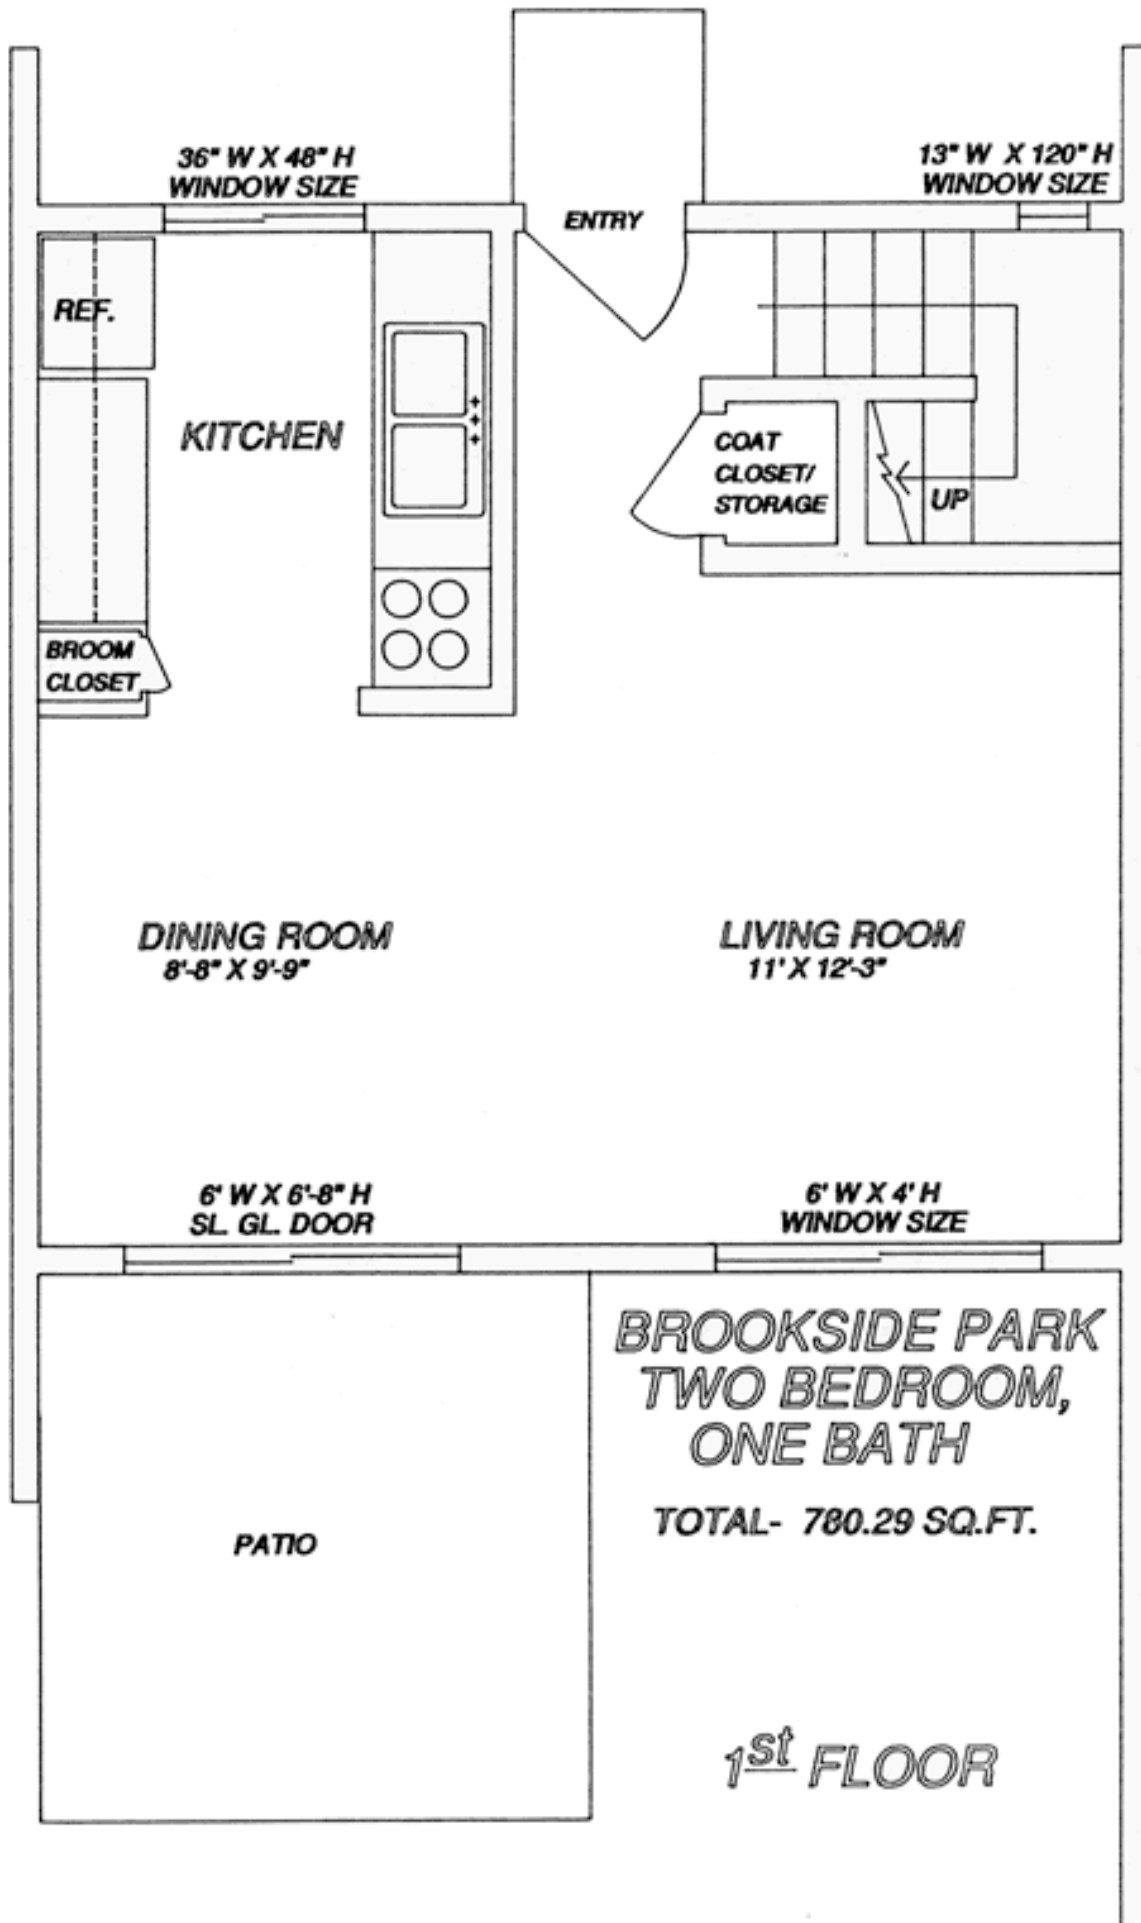 36" W X 48" H
WINDOW SIZE
13" W X 120" H
WINDOW SIZE
ENTRY
REF.
KITCHEN
COAT
CLOSET/
STORAGE
UP
BROOM
CLOSET
DINING ROOM
8'-8" X 9'-9"
LIVING ROOM
11' X 12'-3"
6' W X 6'-8" H
SL. GL. DOOR
6' W X 4' H
WINDOW SIZE
BROOKSIDE PARK
TWO BEDROOM,
ONE BATH
TOTAL- 780.29 SQ.FT.
PATIO
1st FLOOR